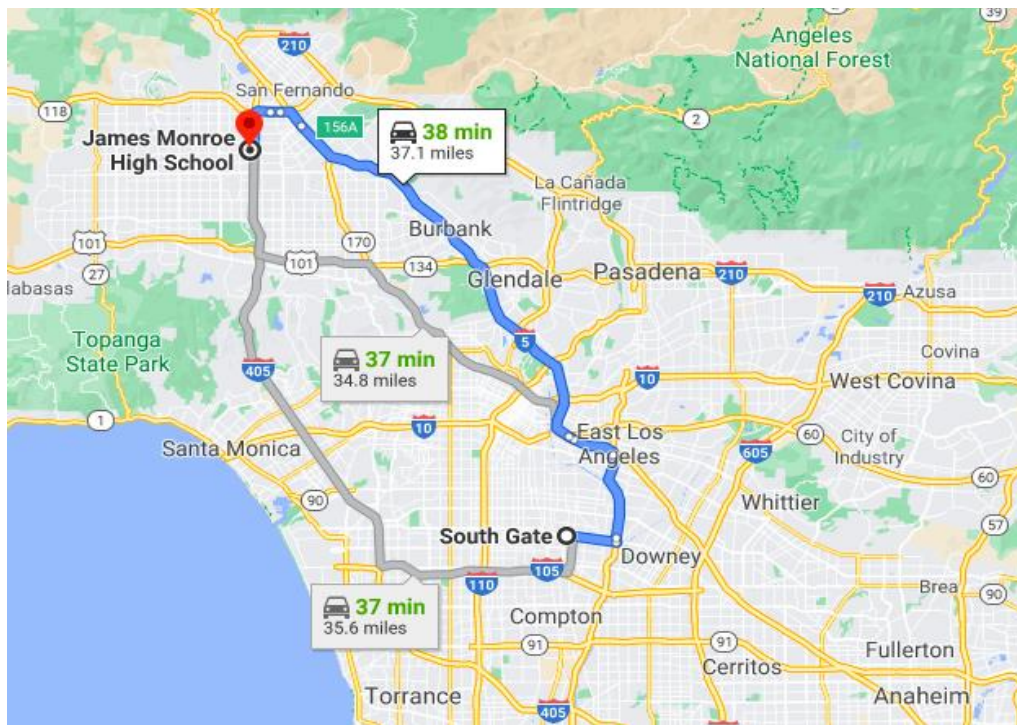 39
Angeles
National Forest
210
San Fernando
118
156A
James Monroe
High School
38 min
37.1 miles
2
La Cañada
Flintridge
101
27
170
Burbank
101
134
Glendale
Pasadena
210
210
Azusa
labasas
Topanga
State Park
5
37 min
34.8 miles
405
10
Covina
West Covina
1
10
Santa Monica
East Los
Angeles
60
City of
Industry
605
60
90
Whittier
57
South Gate
Downey
110
105
Brea
90
37 min
35.6 miles
Compton
91
91
Fullerton
Cerritos
Torrance
405
Anaheim